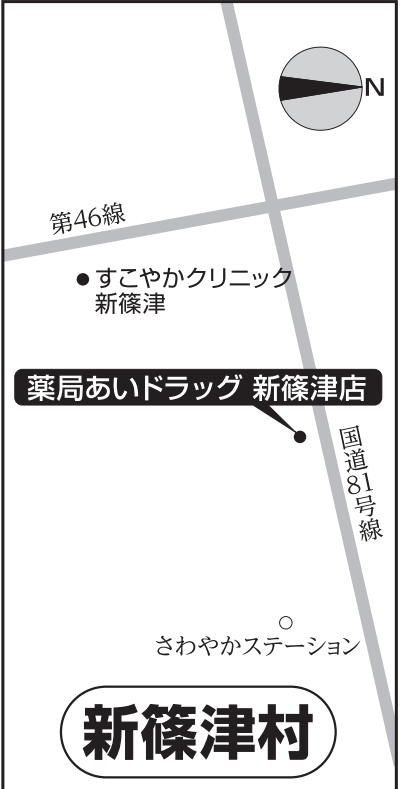 N
第46線
すこやかクリニック
新篠津
薬局あいドラッグ 新篠津店
国道81号線
さわやかステーション
新篠津村